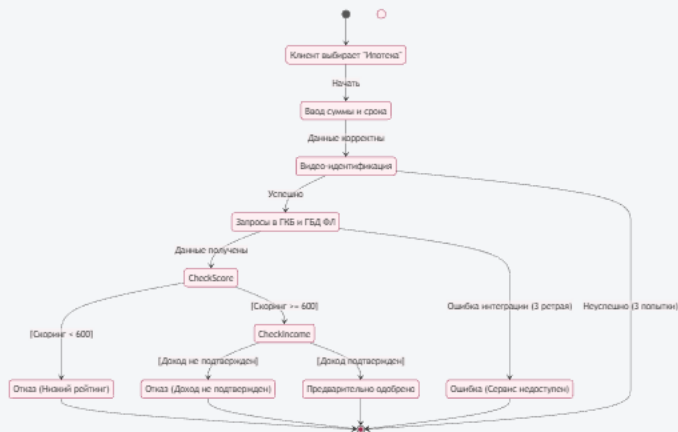 Клиент выбирает "Ипотека"
Начать
Ввод суммы и срока
Данные корректны
Видео-идентификация
Успешно
Запросы в ГКБ и ГБД ФЛ
Данные получены
CheckScore
[Скоринг < 600]
[Скоринг >= 600]
Ошибка интеграции (3 ретрая)
Неуспешно (3 попытки)
CheckIncome
[Доход не подтвержден]
[Доход подтвержден]
Отказ (Низкий рейтинг)
Отказ (Доход не подтвержден)
Предварительно одобрено
Ошибка (Сервис недоступен)